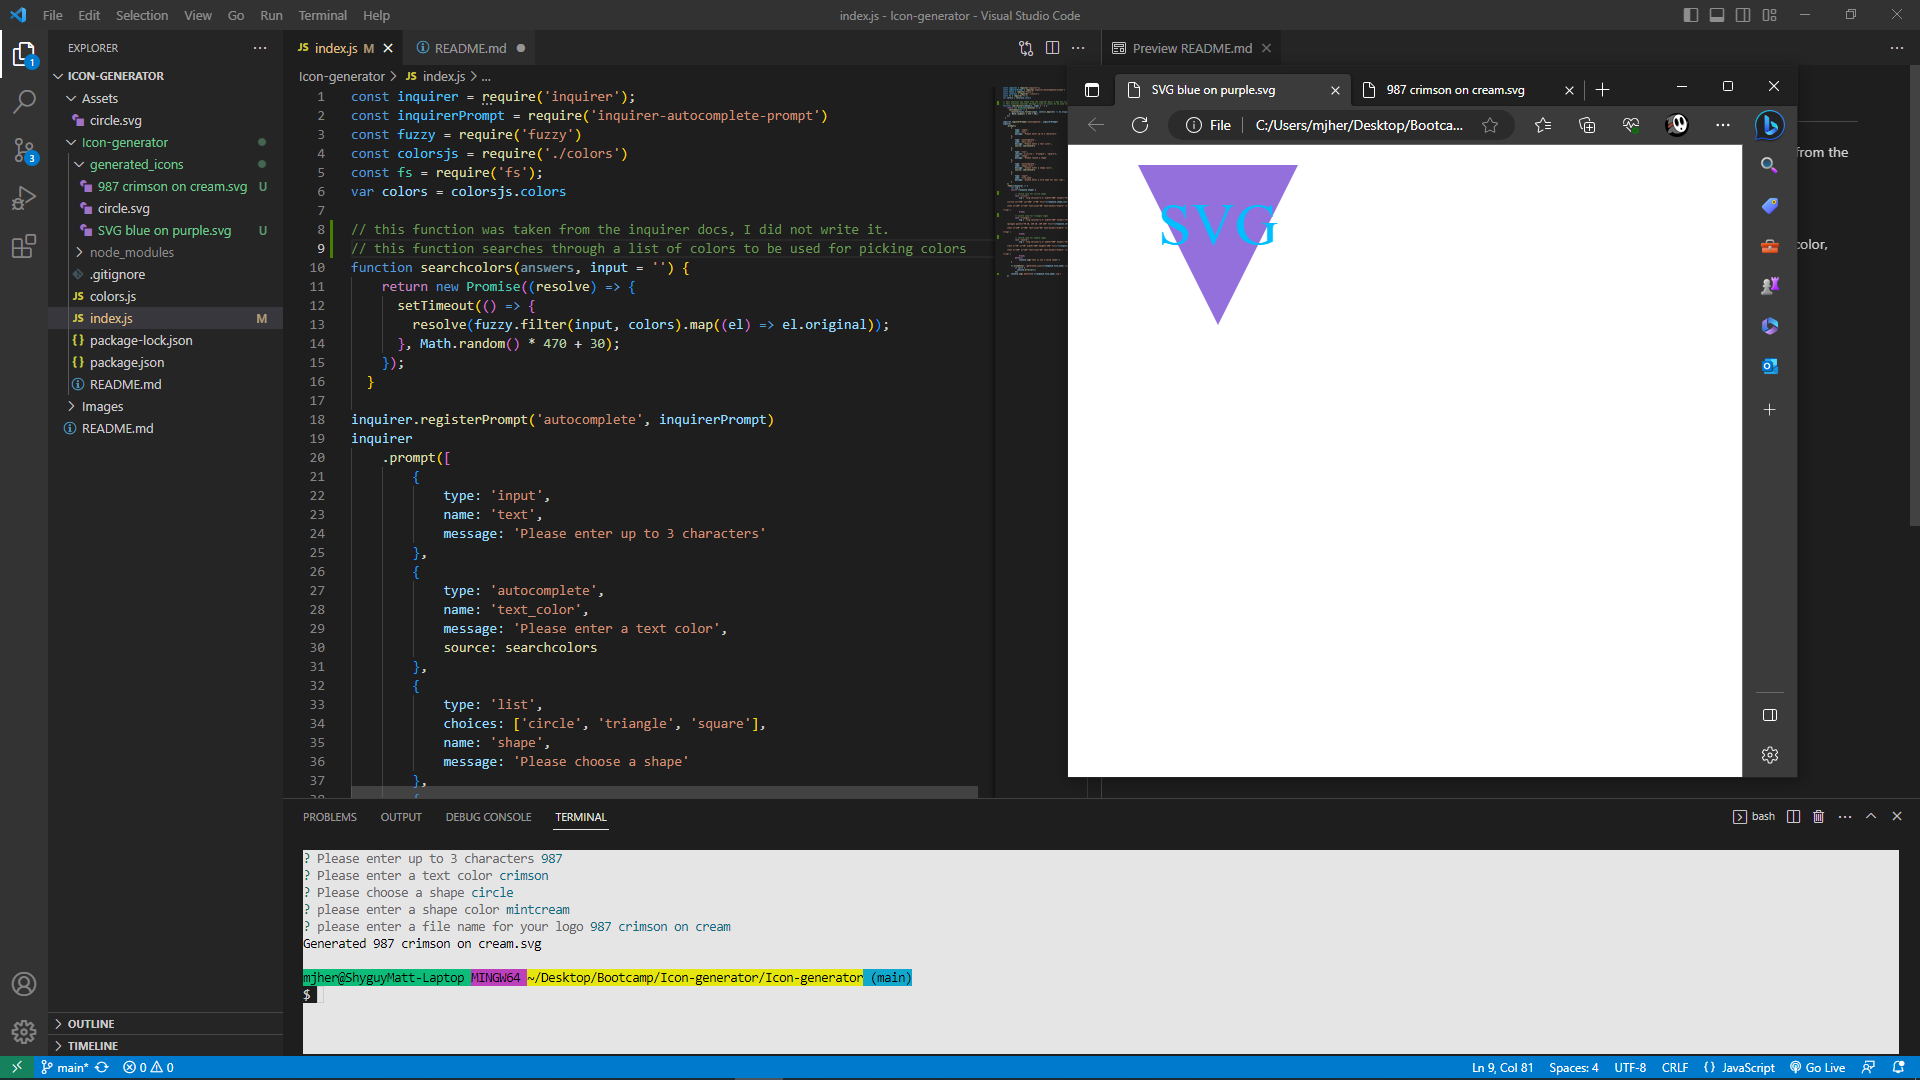 File Edit Selection View Go Run Terminal Help
index.js - Icon-generator - Visual Studio Code
EXPLORER
ICON-GENERATOR
Assets
circle.svg
Icon-generator
generated_icons
987 crimson on cream.svg U
circle.svg
SVG blue on purple.svg U
node_modules
.gitignore
JS colors.js
JS index.js M
{} package-lock.json
{} package.json
README.md
Images
README.md
OUTLINE
TIMELINE
1
3
JS index.js M
README.md
Icon-generator > JS index.js > ...
1 const inquirer = require('inquirer');
2 const inquirerPrompt = require('inquirer-autocomplete-prompt')
3 const fuzzy = require('fuzzy')
4 const colorsjs = require('./colors')
5 const fs = require('fs');
6 var colors = colorsjs.colors
7
8 // this function was taken from the inquirer docs, I did not write it.
9 // this function searches through a list of colors to be used for picking colors
10 function searchcolors(answers, input = '') {
11 return new Promise((resolve) => {
12 setTimeout(() => {
13 resolve(fuzzy.filter(input, colors).map((el) => el.original));
14 }, Math.random() * 470 + 30);
15 });
16 }
17
18 inquirer.registerPrompt('autocomplete', inquirerPrompt)
19 inquirer
20 .prompt([
21 {
22 type: 'input',
23 name: 'text',
24 message: 'Please enter up to 3 characters'
25 },
26 {
27 type: 'autocomplete',
28 name: 'text_color',
29 message: 'Please enter a text color',
30 source: searchcolors
31 },
32 {
33 type: 'list',
34 choices: ['circle', 'triangle', 'square'],
35 name: 'shape',
36 message: 'Please choose a shape'
37 },
38 {
Preview README.md
from the
color,
SVG blue on purple.svg
987 crimson on cream.svg
File C:/Users/mjher/Desktop/Bootca...
SVG
PROBLEMS OUTPUT DEBUG CONSOLE TERMINAL
bash
? Please enter up to 3 characters 987
? Please enter a text color crimson
? Please choose a shape circle
? please enter a shape color mintcream
? please enter a file name for your logo 987 crimson on cream
Generated 987 crimson on cream.svg
mjher@ShyguyMatt-Laptop MINGW64 ~/Desktop/Bootcamp/Icon-generator/Icon-generator (main)
$
main* 0 0
Ln 9, Col 81 Spaces: 4 UTF-8 CRLF {} JavaScript Go Live